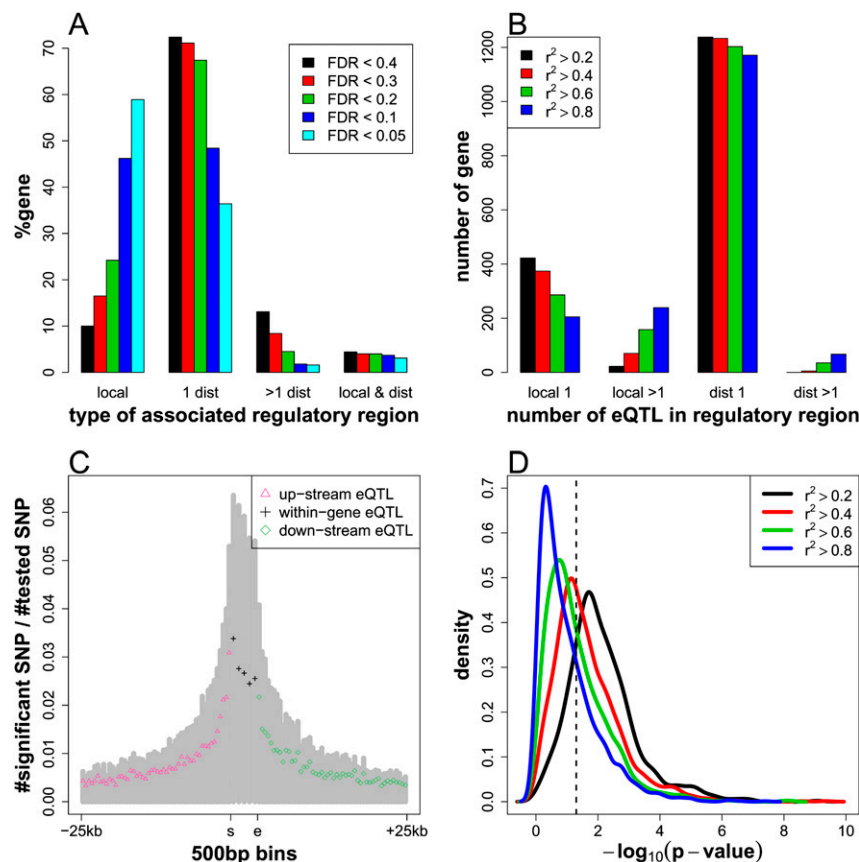 A
%gene
0
10
20
30
40
50
60
70
FDR < 0.4
FDR < 0.3
FDR < 0.2
FDR < 0.1
FDR < 0.05
local
1 dist
>1 dist
local & dist
type of associated regulatory region
B
number of gene
0
200
400
600
800
1000
1200
r² > 0.2
r² > 0.4
r² > 0.6
r² > 0.8
local 1
local >1
dist 1
dist >1
number of eQTL in regulatory region
C
#significant SNP / #tested SNP
0.00
0.01
0.02
0.03
0.04
0.05
0.06
up−stream eQTL
within−gene eQTL
down−stream eQTL
−25kb
s
e
+25kb
500bp bins
D
density
0.0
0.1
0.2
0.3
0.4
0.5
0.6
0.7
r² > 0.2
r² > 0.4
r² > 0.6
r² > 0.8
0
2
4
6
8
10
−log₁₀(p − value)